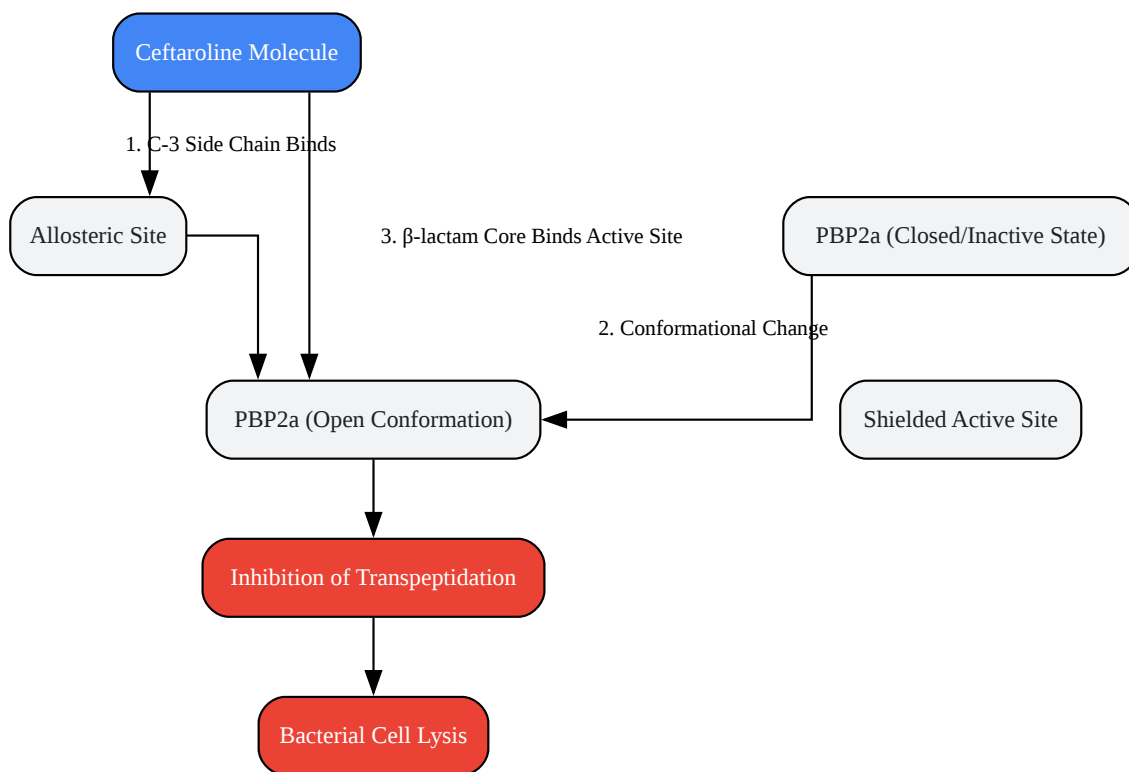 Ceftaroline Molecule
1. C-3 Side Chain Binds
Allosteric Site
3. β-lactam Core Binds Active Site
PBP2a (Closed/Inactive State)
2. Conformational Change
PBP2a (Open Conformation)
Shielded Active Site
Inhibition of Transpeptidation
Bacterial Cell Lysis